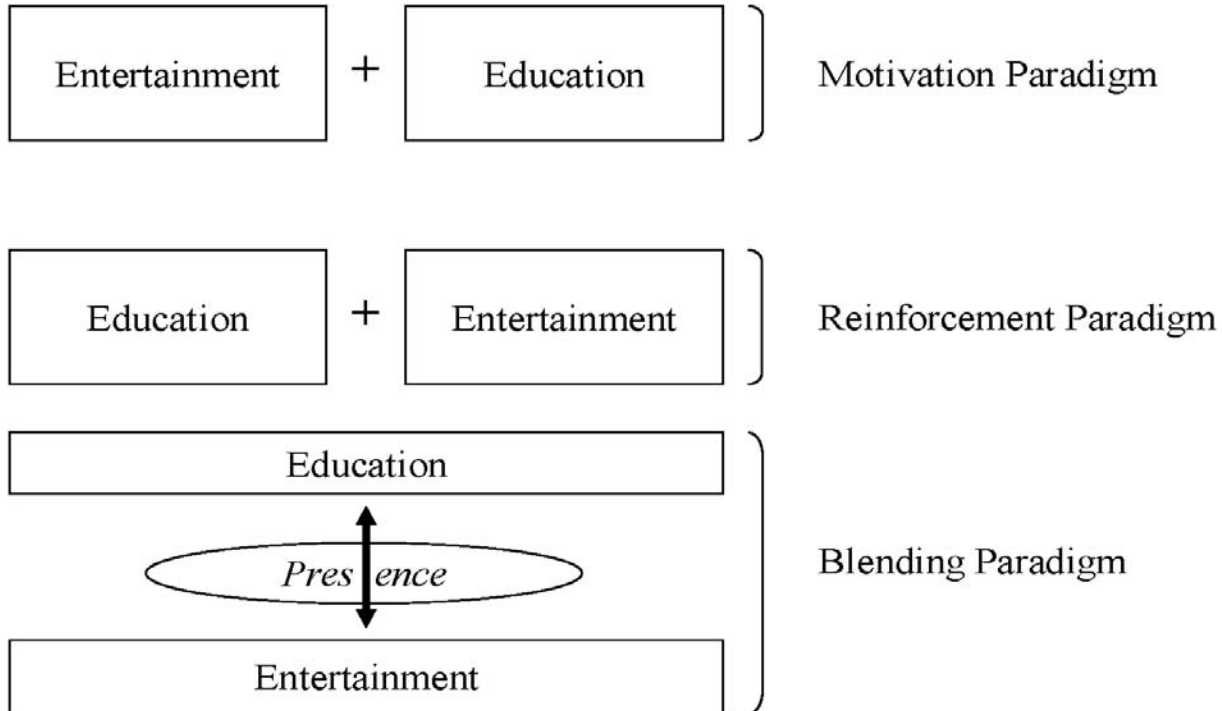 Entertainment + Education Motivation Paradigm
Education + Entertainment Reinforcement Paradigm
Education
Presence Blending Paradigm
Entertainment